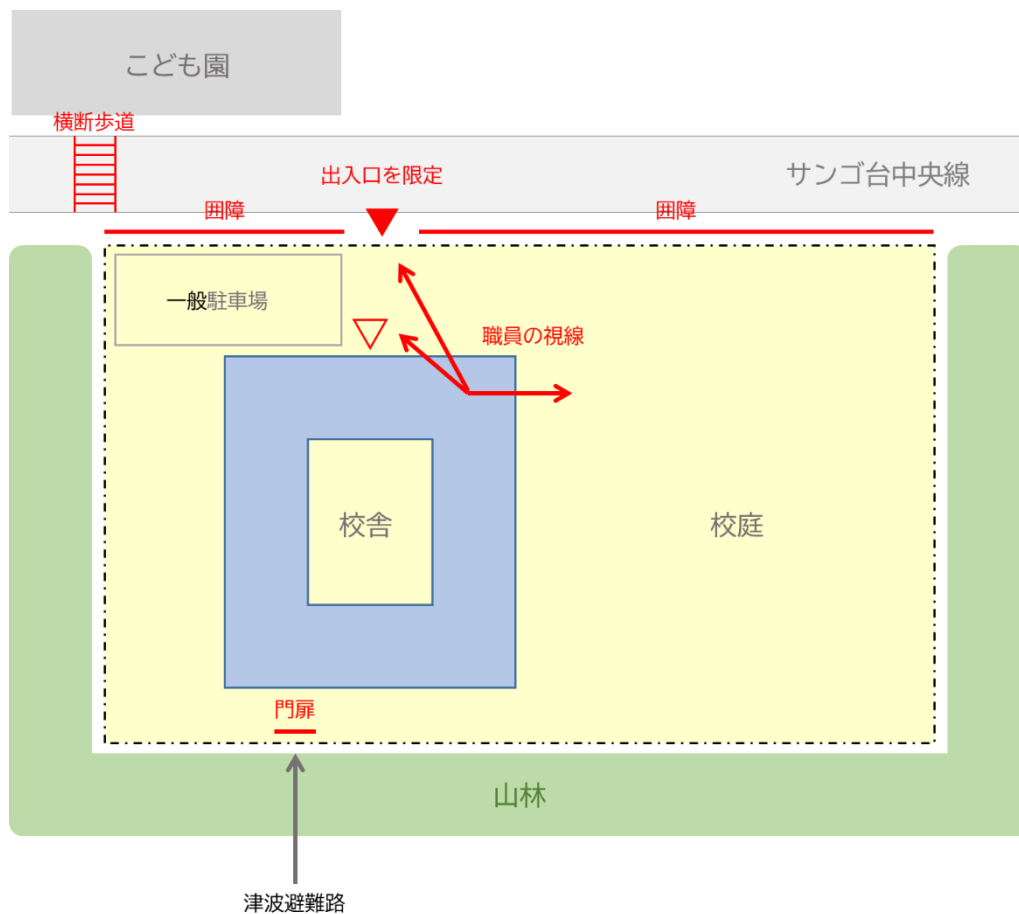 こども園
横断歩道
サンゴ台中央線
出入口を限定
囲障
囲障
一般駐車場
職員の視線
校舎
校庭
門扉
山林
津波避難路